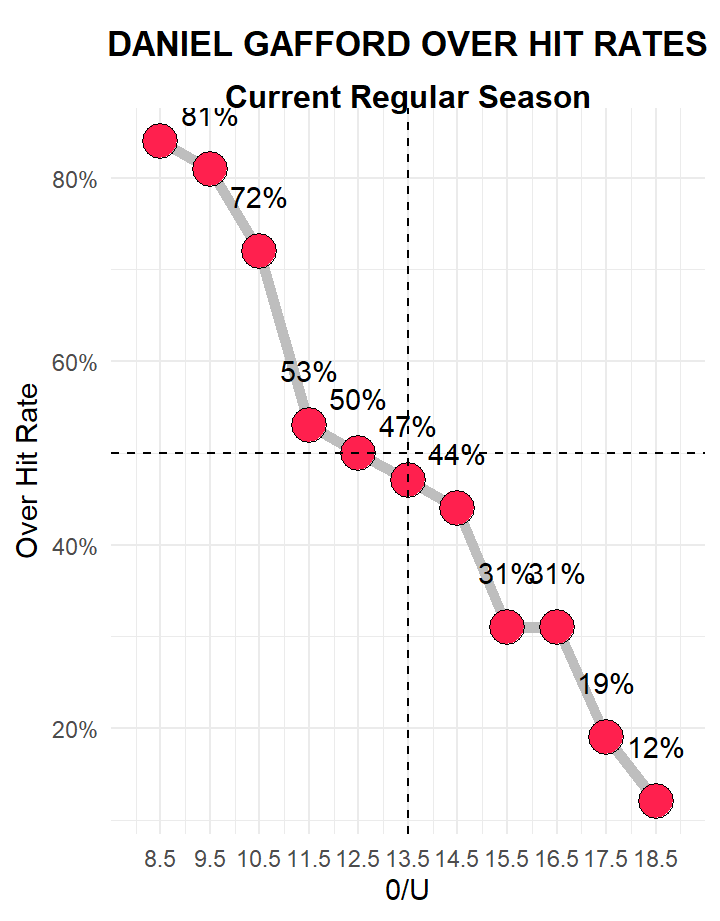 DANIEL GAFFORD OVER HIT RATES
Current Regular Season
81%
80%
72%
60%
53%
50%
47%
44%
40%
31%
31%
20%
19%
12%
Over Hit Rate
8.5 9.5 10.5 11.5 12.5 13.5 14.5 15.5 16.5 17.5 18.5
0/U